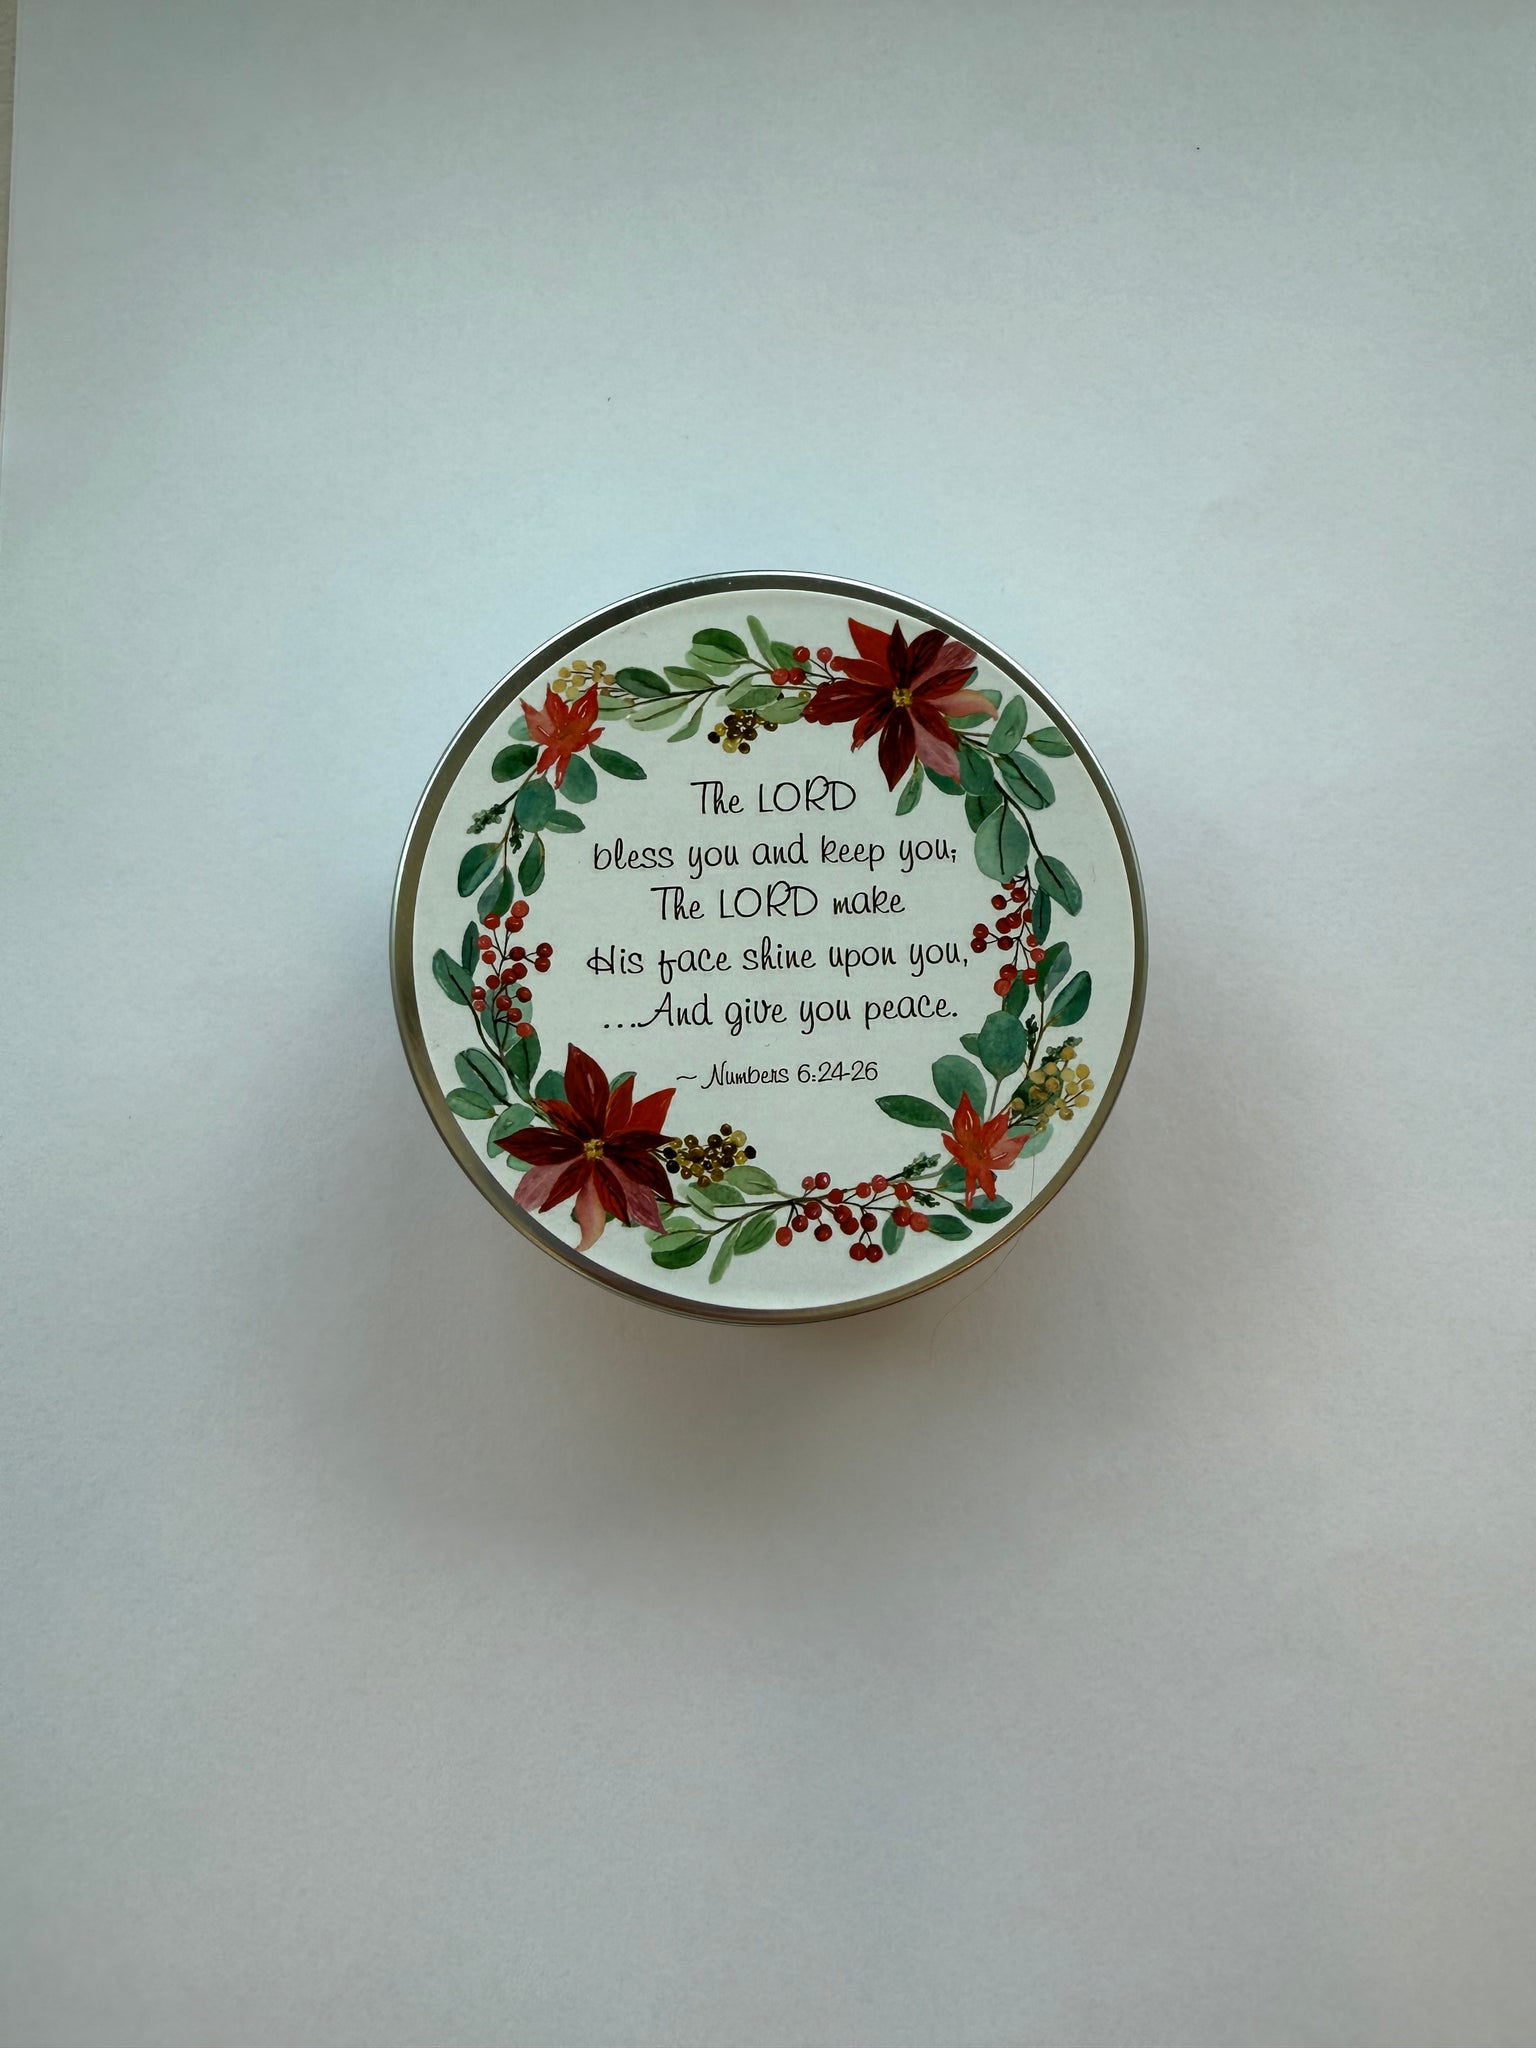 The LORD
bless you and keep you;
The LORD make
His face shine upon you,
...And give you peace.
~ Numbers 6:24-26